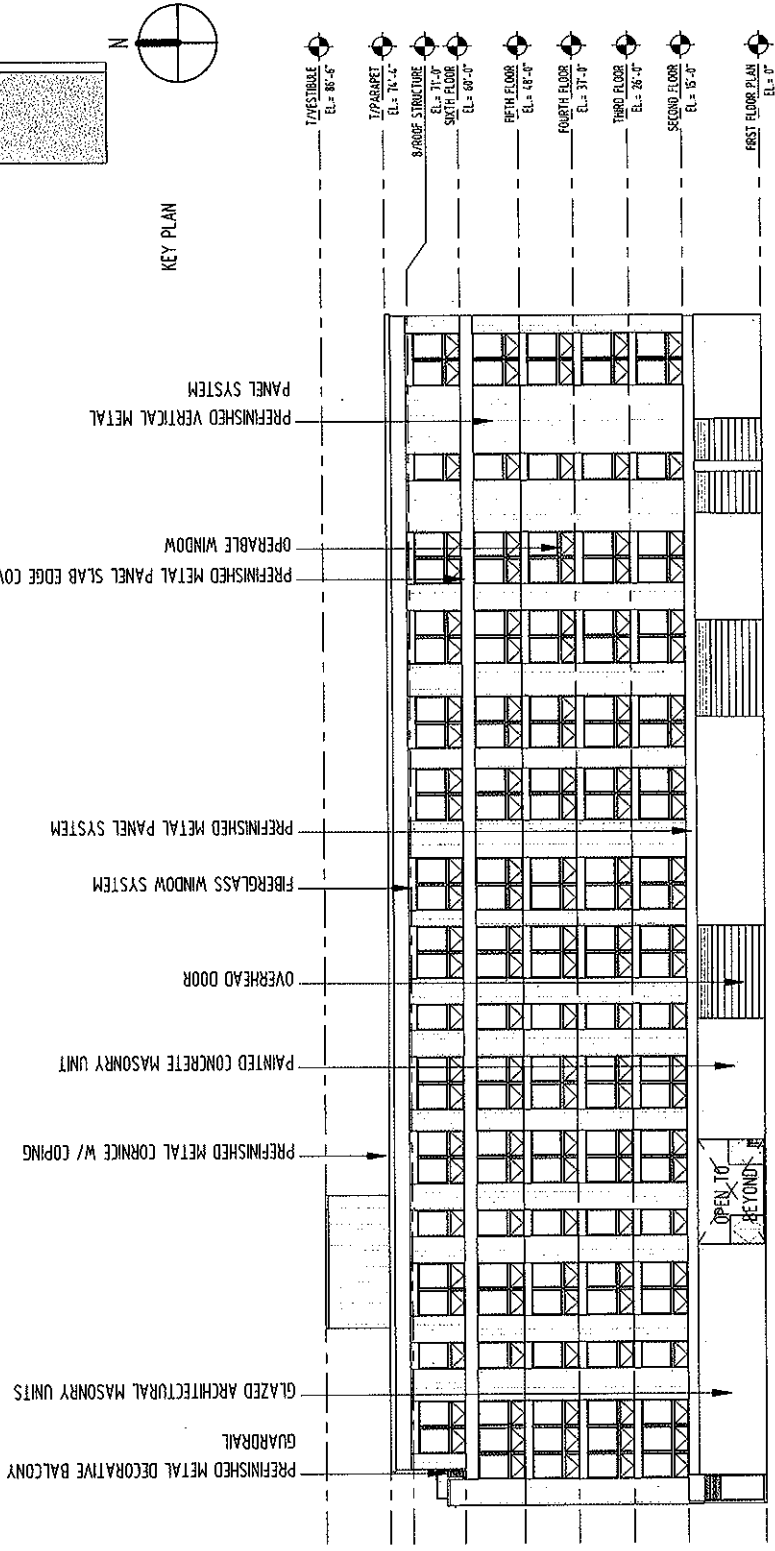 N
KEY PLAN
T/VESTIBULE
EL.= 86'-6"
T/PARAPET
EL.= 74'-4"
B/ROOF STRUCTURE
EL.= 71'-0"
SIXTH FLOOR
EL.= 60'-0"
FIFTH FLOOR
EL.= 48'-0"
FOURTH FLOOR
EL.= 37'-0"
THIRD FLOOR
EL.= 26'-0"
SECOND FLOOR
EL.= 15'-0"
FIRST FLOOR PLAN
EL.= 0"
PREFINISHED METAL DECORATIVE BALCONY
GUARDRAIL
GLAZED ARCHITECTURAL MASONRY UNITS
PREFINISHED METAL CORNICE W/ COPING
PAINTED CONCRETE MASONRY UNIT
OVERHEAD DOOR
FIBERGLASS WINDOW SYSTEM
PREFINISHED METAL PANEL SYSTEM
PREFINISHED METAL PANEL SLAB EDGE COV
OPERABLE WINDOW
PREFINISHED VERTICAL METAL
PANEL SYSTEM
OPEN TO
BEYOND